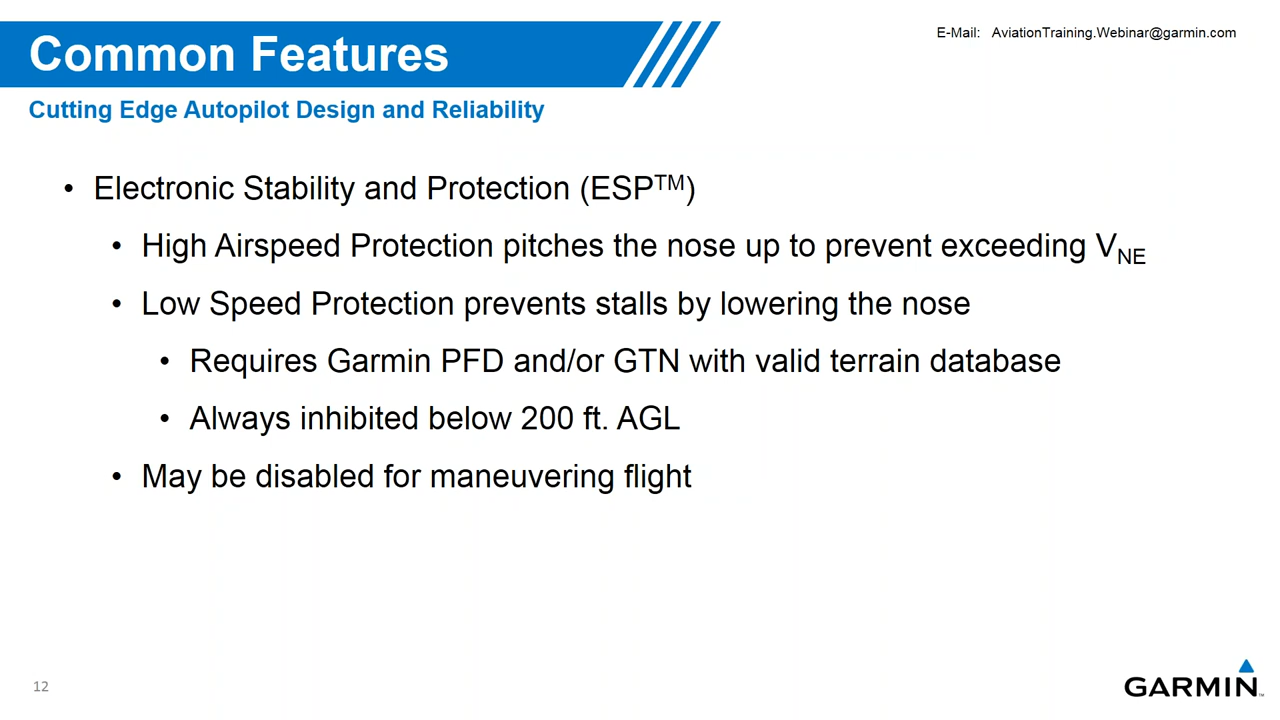 Common Features
E-Mail: AviationTraining.Webinar@garmin.com
Cutting Edge Autopilot Design and Reliability
• Electronic Stability and Protection (ESP™)
• High Airspeed Protection pitches the nose up to prevent exceeding VNE
• Low Speed Protection prevents stalls by lowering the nose
• Requires Garmin PFD and/or GTN with valid terrain database
• Always inhibited below 200 ft. AGL
• May be disabled for maneuvering flight
12
GARMIN™